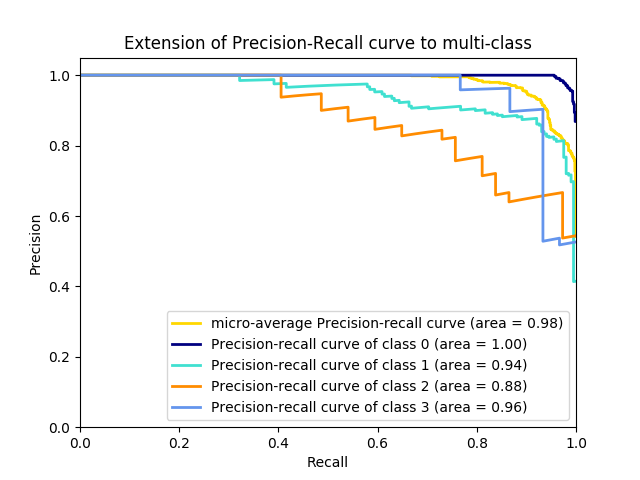 Extension of Precision-Recall curve to multi-class
1.0
0.8
0.6
0.4
0.2
0.0
Precision
micro-average Precision-recall curve (area = 0.98)
Precision-recall curve of class 0 (area = 1.00)
Precision-recall curve of class 1 (area = 0.94)
Precision-recall curve of class 2 (area = 0.88)
Precision-recall curve of class 3 (area = 0.96)
0.0 0.2 0.4 0.6 0.8 1.0
Recall